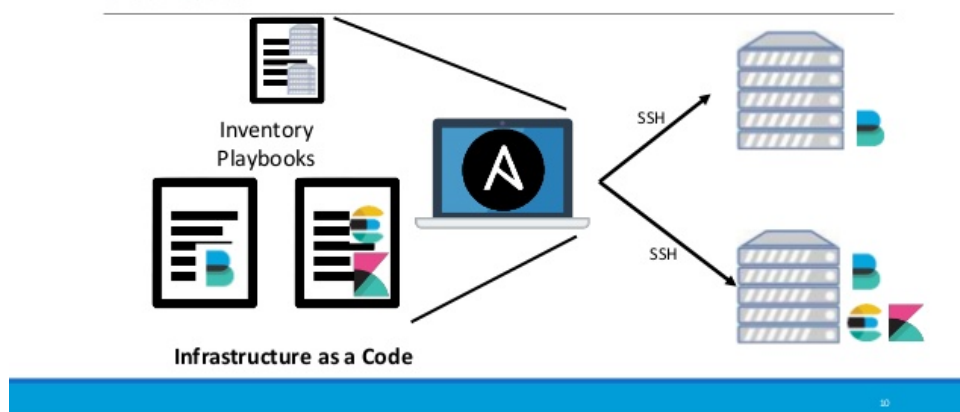 Inventory
Playbooks
SSH
SSH
Infrastructure as a Code
10